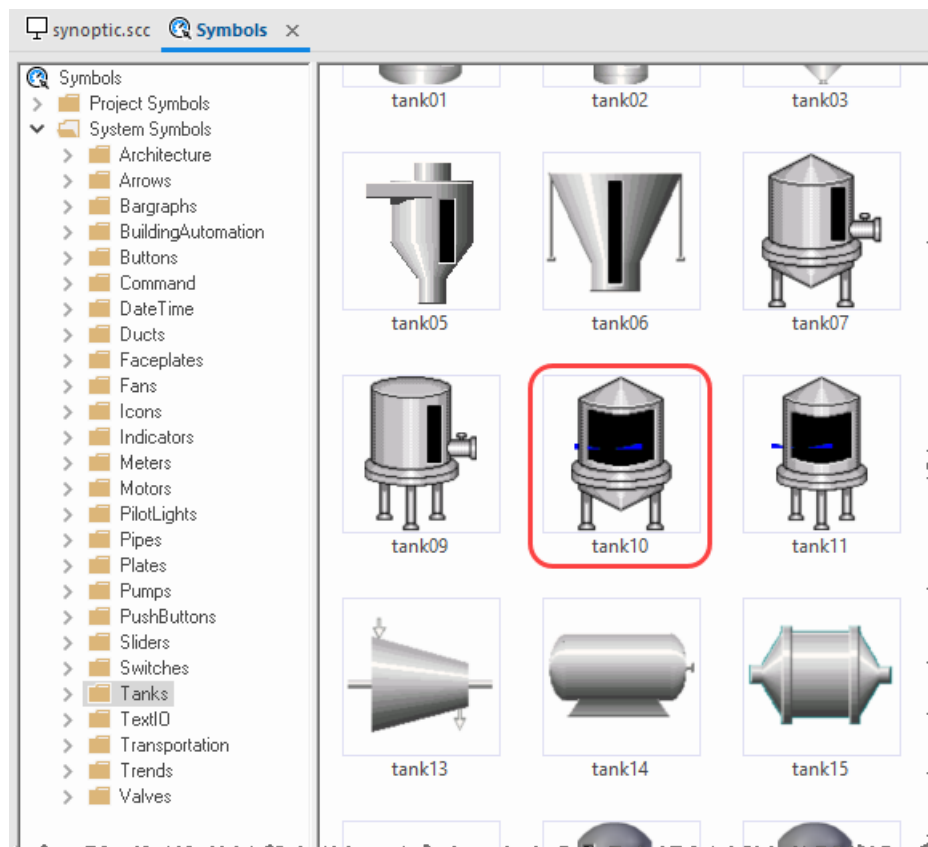 synoptic.scc Symbols
Symbols
Project Symbols
System Symbols
Architecture
Arrows
Bargraphs
BuildingAutomation
Buttons
Command
DateTime
Ducts
Faceplates
Fans
Icons
Indicators
Meters
Motors
PilotLights
Pipes
Plates
Pumps
PushButtons
Sliders
Switches
Tanks
TextIO
Transportation
Trends
Valves
tank01 tank02 tank03
tank05 tank06 tank07
tank09 tank10 tank11
tank13 tank14 tank15